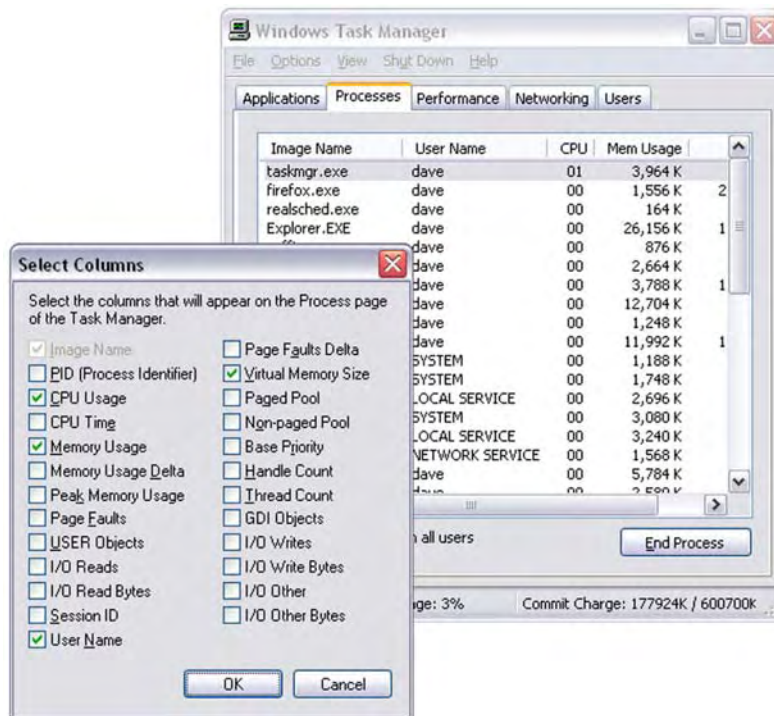 Windows Task Manager
File Options View Shut Down Help
Applications Processes Performance Networking Users
Image Name User Name CPU Mem Usage
taskmgr.exe dave 01 3,964 K
firefox.exe dave 00 1,556 K 2
realsched.exe dave 00 164 K
Explorer.EXE dave 00 26,156 K 1
dave 00 876 K
dave 00 2,664 K
dave 00 3,788 K 1
dave 00 12,704 K
dave 00 1,248 K
dave 00 11,992 K 1
SYSTEM 00 1,188 K
SYSTEM 00 1,748 K
LOCAL SERVICE 00 2,696 K
SYSTEM 00 3,080 K
LOCAL SERVICE 00 3,240 K
NETWORK SERVICE 00 1,568 K
dave 00 5,784 K
all users
End Process
3% Commit Charge: 177924K / 600700K
Select Columns
Select the columns that will appear on the Process page
of the Task Manager.
Image Name
PID (Process Identifier)
CPU Usage
CPU Time
Memory Usage
Memory Usage Delta
Peak Memory Usage
Page Faults
USER Objects
I/O Reads
I/O Read Bytes
Session ID
User Name
Page Faults Delta
Virtual Memory Size
Paged Pool
Non-paged Pool
Base Priority
Handle Count
Thread Count
GDI Objects
I/O Writes
I/O Write Bytes
I/O Other
I/O Other Bytes
OK Cancel